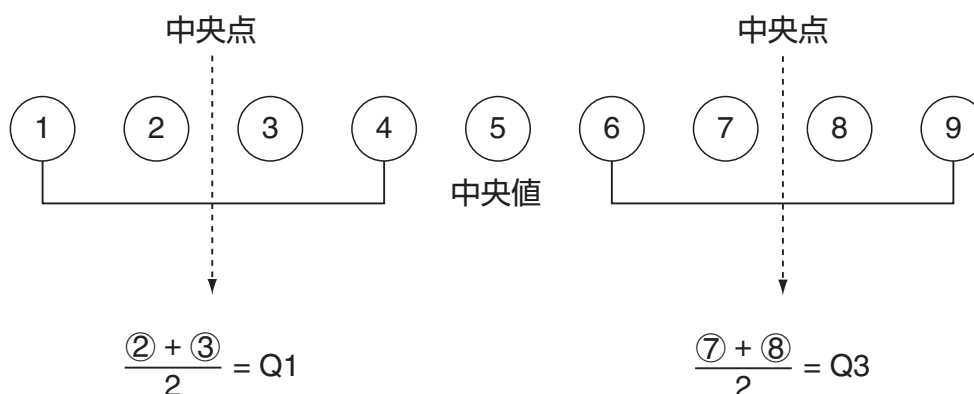 中央点 中央点
1 2 3 4 5 6 7 8 9
中央値
(② + ③)/2 = Q1 (⑦ + ⑧)/2 = Q3